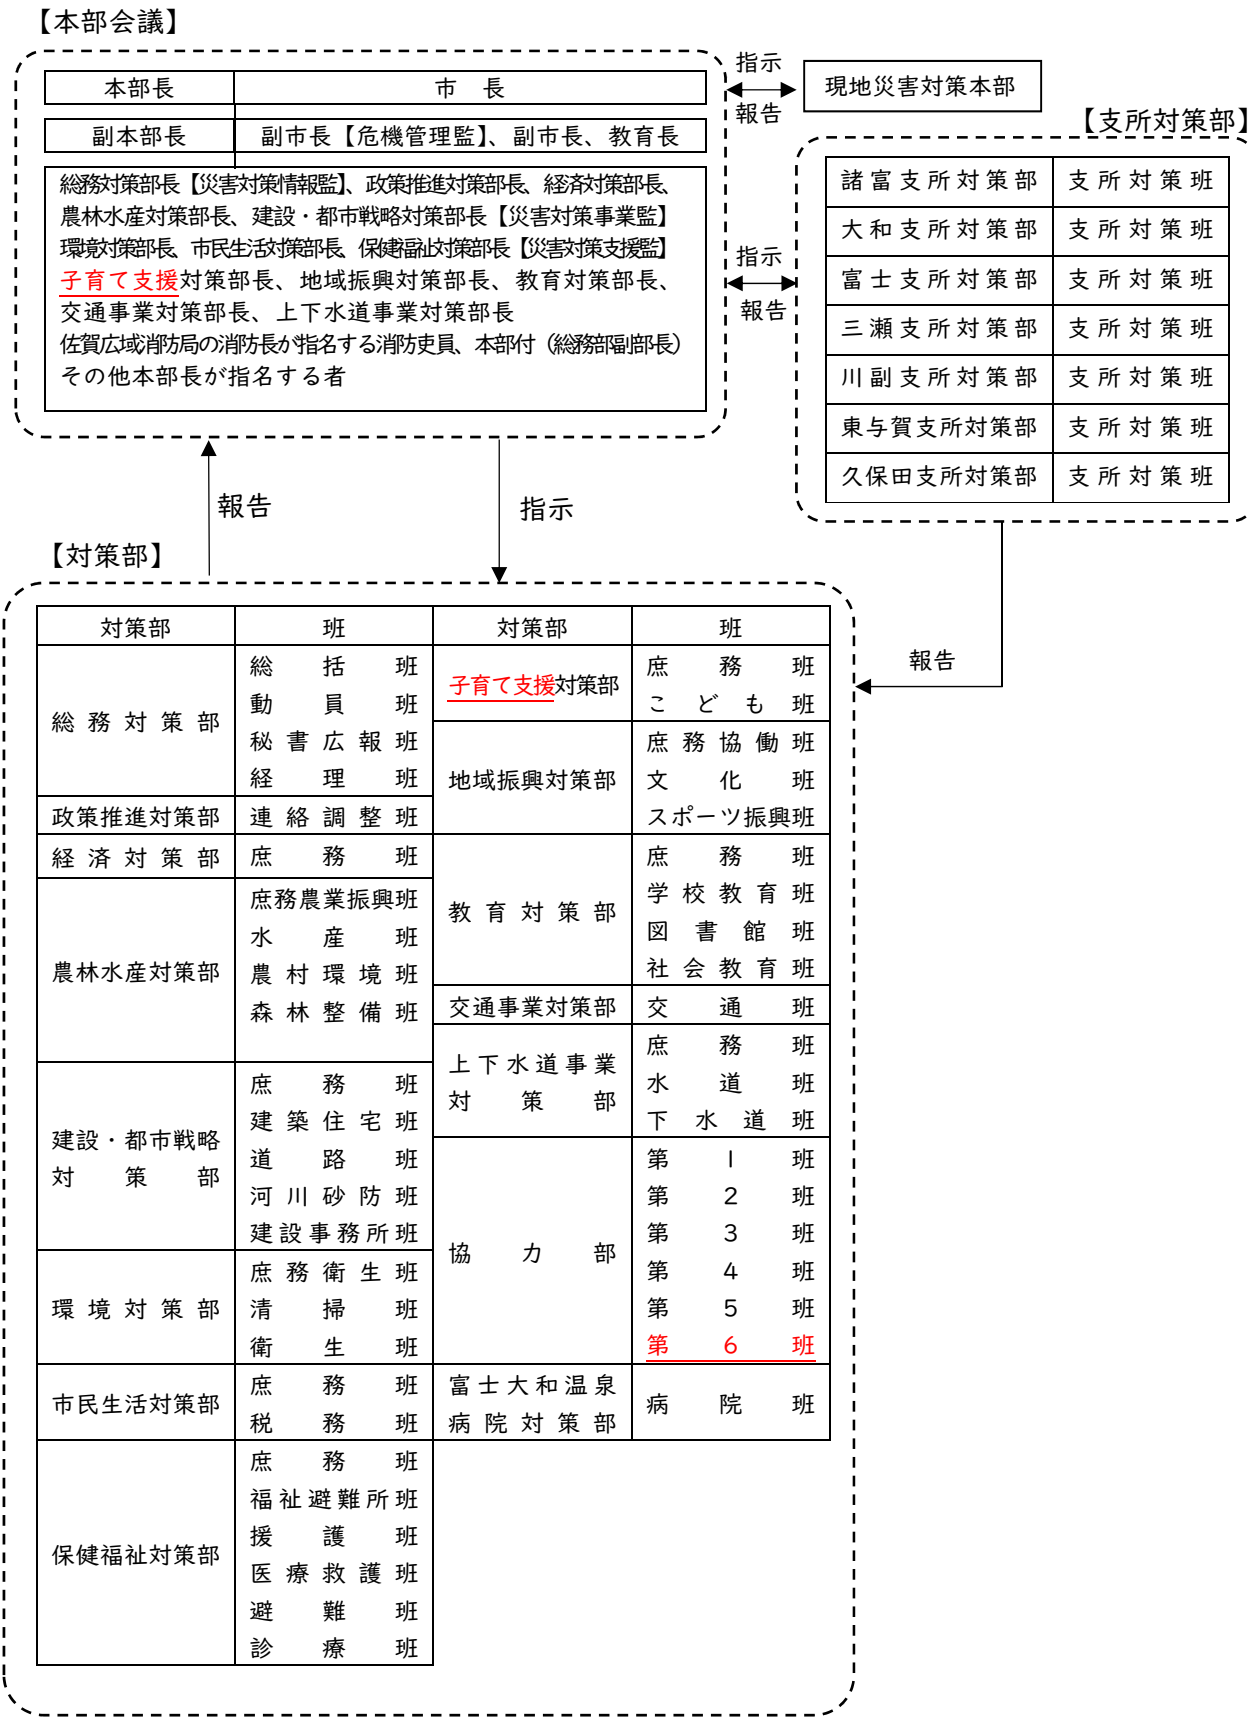 【本部会議】
本部長 市 長
副本部長 副市長【危機管理監】、副市長、教育長
総務対策部長【災害対策情報監】、政策推進対策部長、経済対策部長、
農林水産対策部長、建設・都市戦略対策部長【災害対策事業監】
環境対策部長、市民生活対策部長、保健福祉対策部長【災害対策支援監】
子育て支援対策部長、地域振興対策部長、教育対策部長、
交通事業対策部長、上下水道事業対策部長
佐賀広域消防局の消防長が指名する消防吏員、本部付（総務部副部長）
その他本部長が指名する者
指示
報告
現地災害対策本部
指示
報告
【支所対策部】
諸富支所対策部 支所対策班
大和支所対策部 支所対策班
富士支所対策部 支所対策班
三瀬支所対策部 支所対策班
川副支所対策部 支所対策班
東与賀支所対策部 支所対策班
久保田支所対策部 支所対策班
報告
指示
報告
【対策部】
対策部 班
総務対策部
総括班
動員班
秘書広報班
経理班
政策推進対策部 連絡調整班
経済対策部 庶務班
農林水産対策部
庶務農業振興班
水産班
農村環境班
森林整備班
建設・都市戦略
対策部
庶務班
建築住宅班
道路班
河川砂防班
建設事務所班
環境対策部
庶務衛生班
清掃班
衛生班
市民生活対策部
庶務班
税務班
保健福祉対策部
庶務班
福祉避難所班
援護班
医療救護班
避難班
診療班
対策部 班
子育て支援対策部
庶務班
こども班
地域振興対策部
庶務協働班
文化班
スポーツ振興班
教育対策部
庶務班
学校教育班
図書館班
社会教育班
交通事業対策部 交通班
上下水道事業
対策部
庶務班
水道班
下水道班
協力部
第1班
第2班
第3班
第4班
第5班
第6班
富士大和温泉
病院対策部
病院班